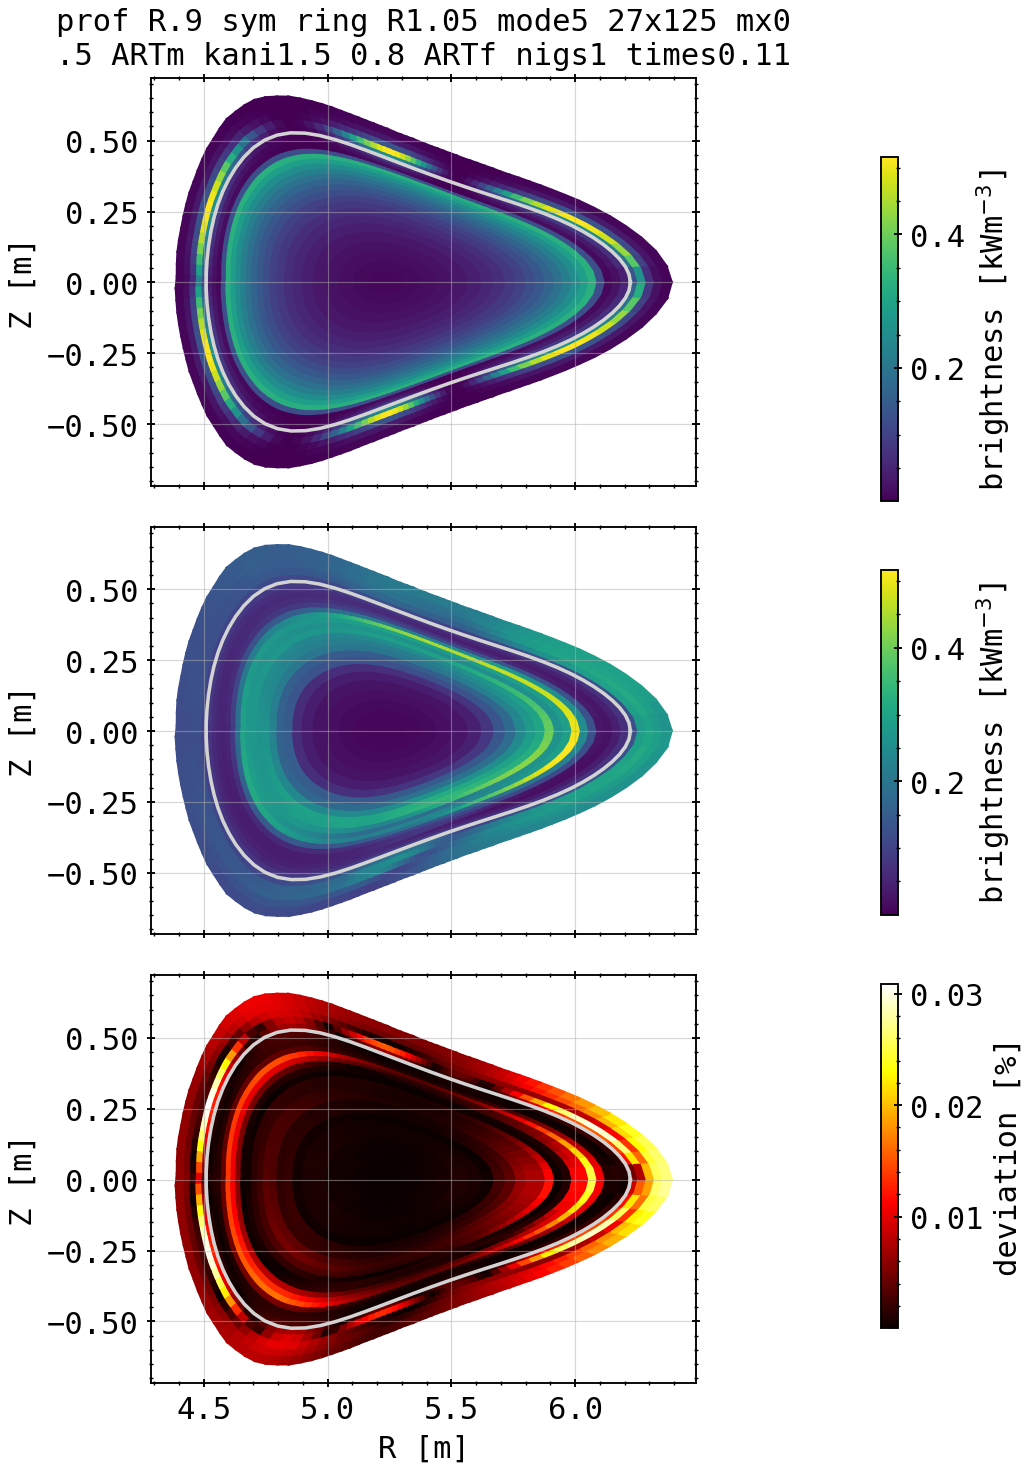 prof R.9 sym ring R1.05 mode5 27x125 mx0
.5 ARTm kani1.5 0.8 ARTf nigs1 times0.11
0.50
0.25
0.00
−0.25
−0.50
Z [m]
0.4
0.2
brightness [kWm⁻³]
0.50
0.25
0.00
−0.25
−0.50
Z [m]
0.4
0.2
brightness [kWm⁻³]
0.50
0.25
0.00
−0.25
−0.50
Z [m]
0.03
0.02
0.01
deviation [%]
4.5 5.0 5.5 6.0
R [m]